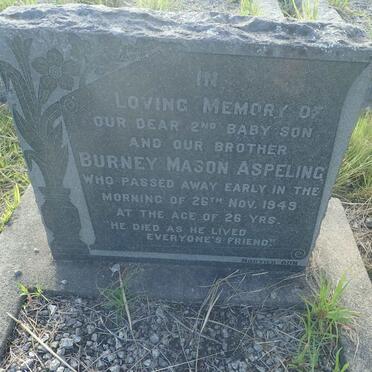 IN
LOVING MEMORY OF
OUR DEAR 2ND BABY SON
AND OUR BROTHER
BURNEY MASON ASPELING
WHO PASSED AWAY EARLY IN THE
MORNING OF 26TH NOV. 1949
AT THE AGE OF 26 YRS.
HE DIED AS HE LIVED
EVERYONE'S FRIEND."